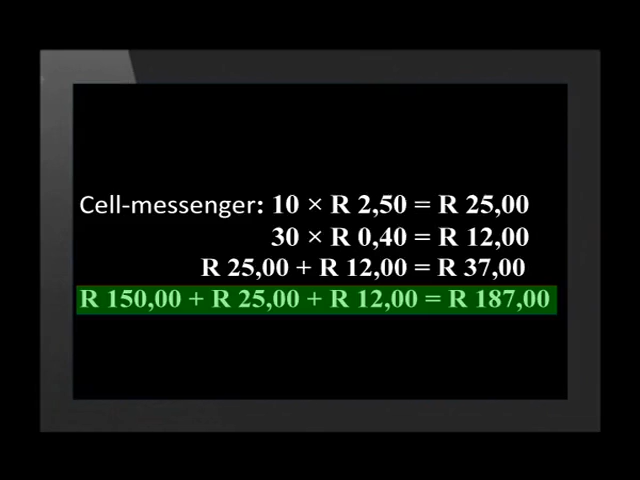 Cell-messenger: 10 × R 2,50 = R 25,00
30 × R 0,40 = R 12,00
R 25,00 + R 12,00 = R 37,00
R 150,00 + R 25,00 + R 12,00 = R 187,00